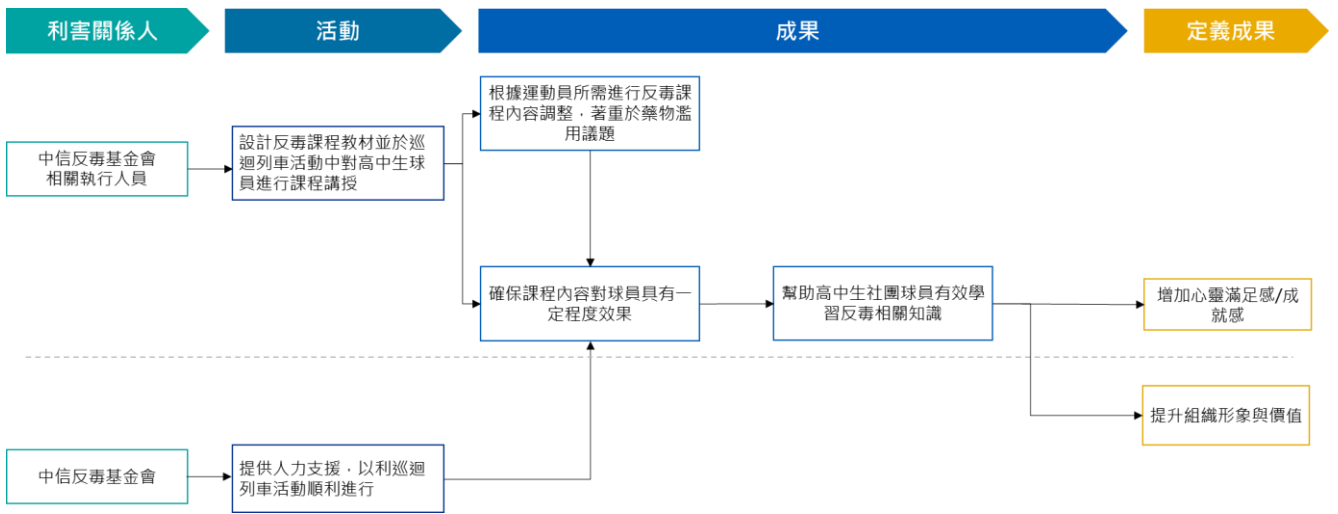 利害關係人
活動
成果
定義成果
根據運動員所需進行反毒課
程內容調整，著重於藥物濫
用議題
中信反毒基金會
相關執行人員
設計反毒課程教材並於巡
迴列車活動中對高中生球
員進行課程講授
確保課程內容對球員具有一
定程度效果
幫助高中生社團球員有效學
習反毒相關知識
增加心靈滿足感/成
就感
提升組織形象與價值
中信反毒基金會
提供人力支援，以利巡迴
列車活動順利進行